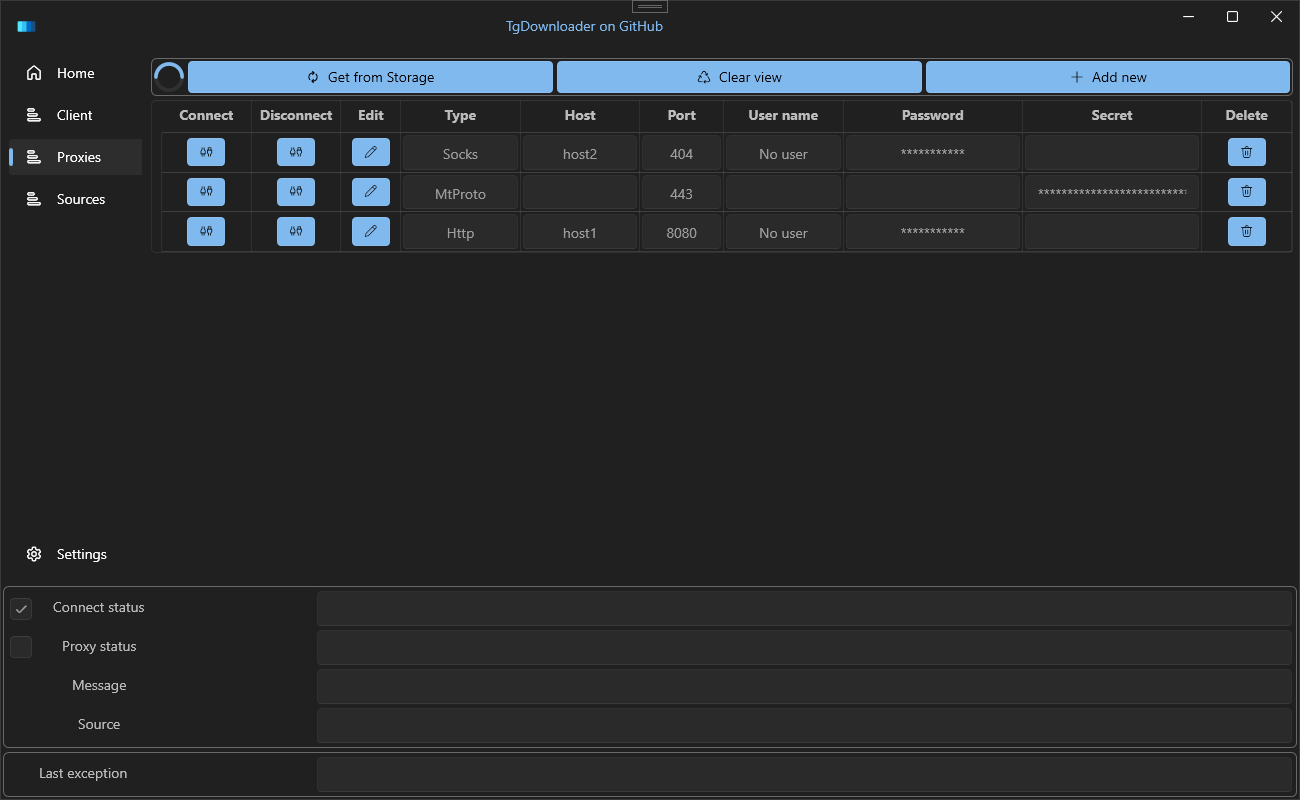 TgDownloader on GitHub
Home
Client
Proxies
Sources
Settings
Get from Storage Clear view Add new
Connect Disconnect Edit Type Host Port User name Password Secret Delete
Socks host2 404 No user ***********
MtProto 443 **************************
Http host1 8080 No user ***********
Connect status
Proxy status
Message
Source
Last exception